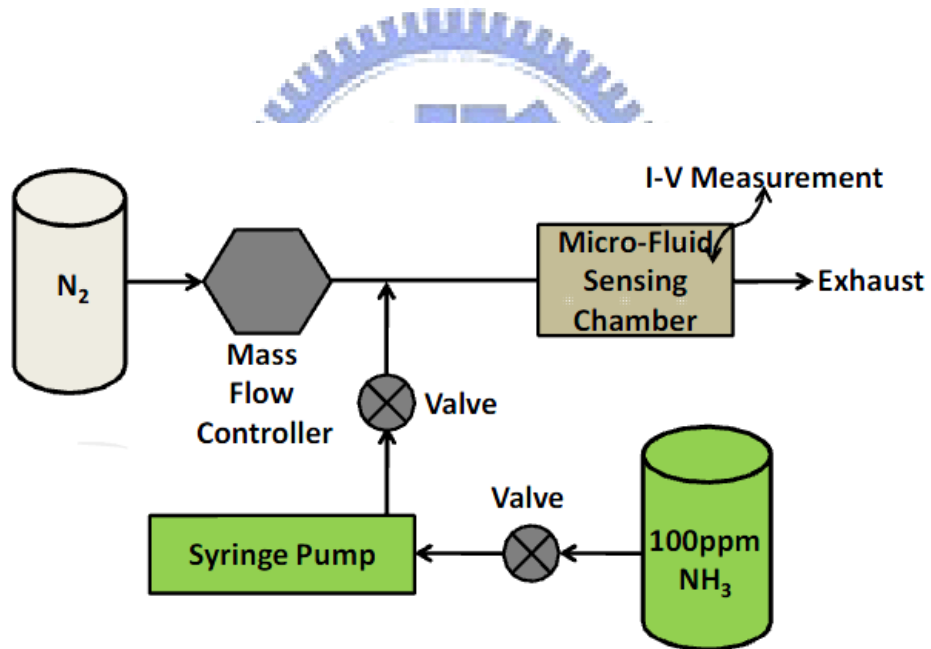 I-V Measurement
N₂
Micro-Fluid
Sensing
Chamber
Exhaust
Mass
Flow
Controller
Valve
Valve
Syringe Pump
100ppm
NH₃